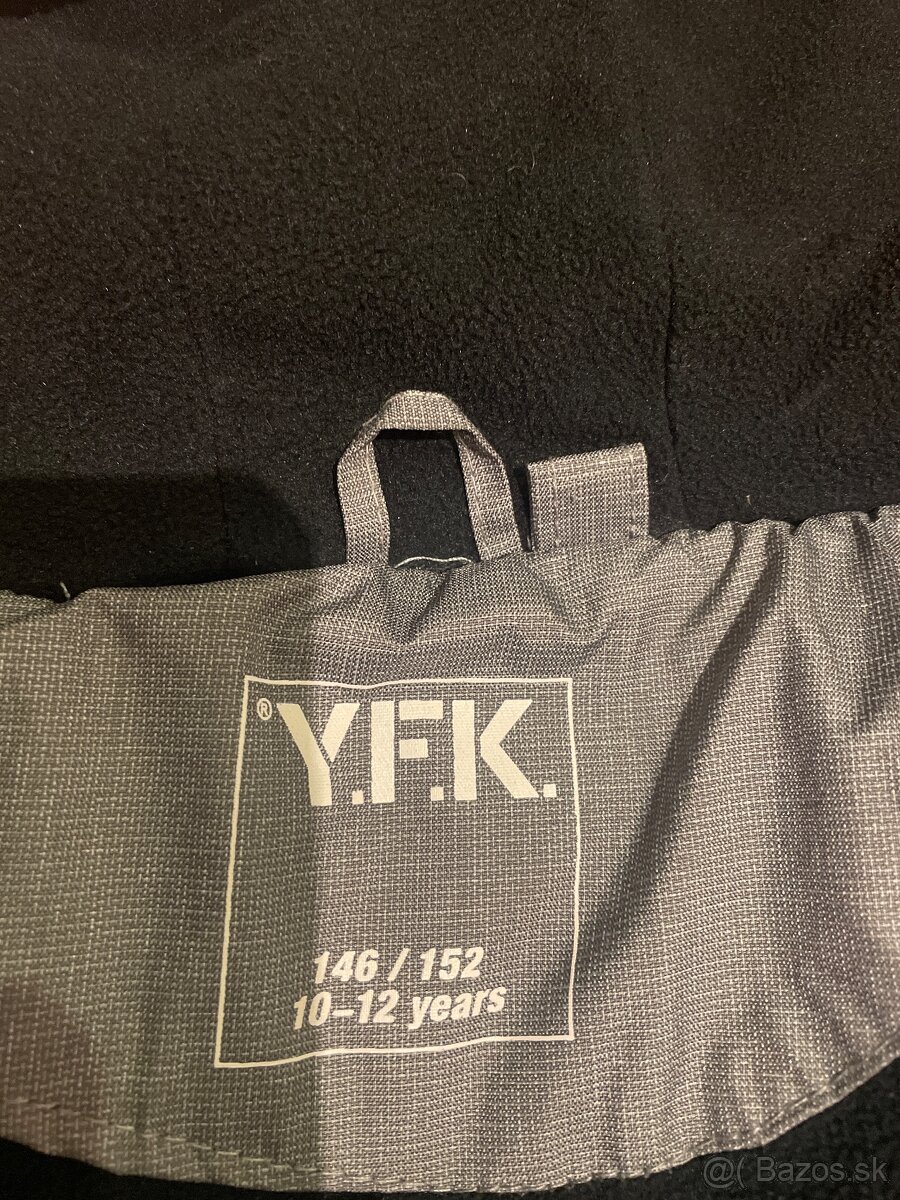 ® Y.F.K.
146 / 152
10-12 years
@( Bazos.sk